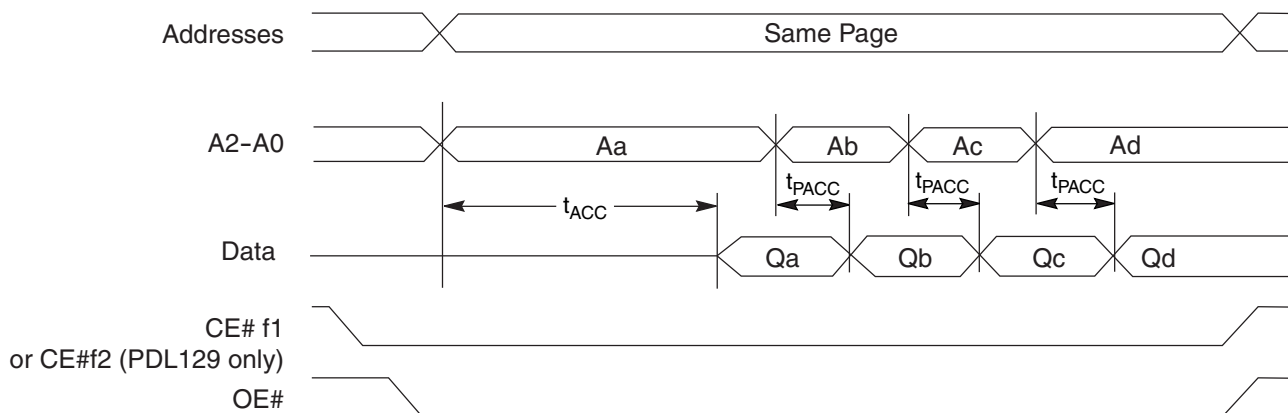 Addresses
Same Page
A2-A0
Aa
Ab
Ac
Ad
tPACC
tPACC
tPACC
tACC
Data
Qa
Qb
Qc
Qd
CE# f1
or CE#f2 (PDL129 only)
OE#